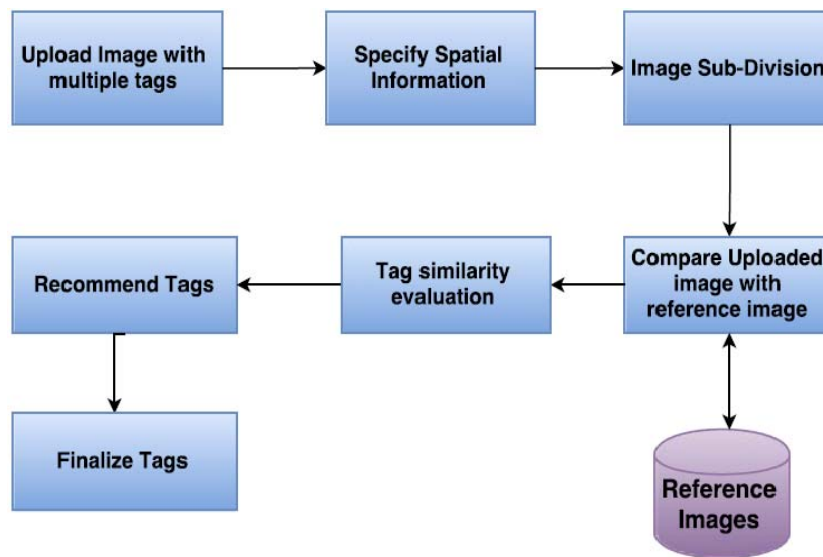 Upload Image with
multiple tags
Specify Spatial
Information
Image Sub-Division
Compare Uploaded
image with
reference image
Tag similarity
evaluation
Recommend Tags
Finalize Tags
Reference
Images